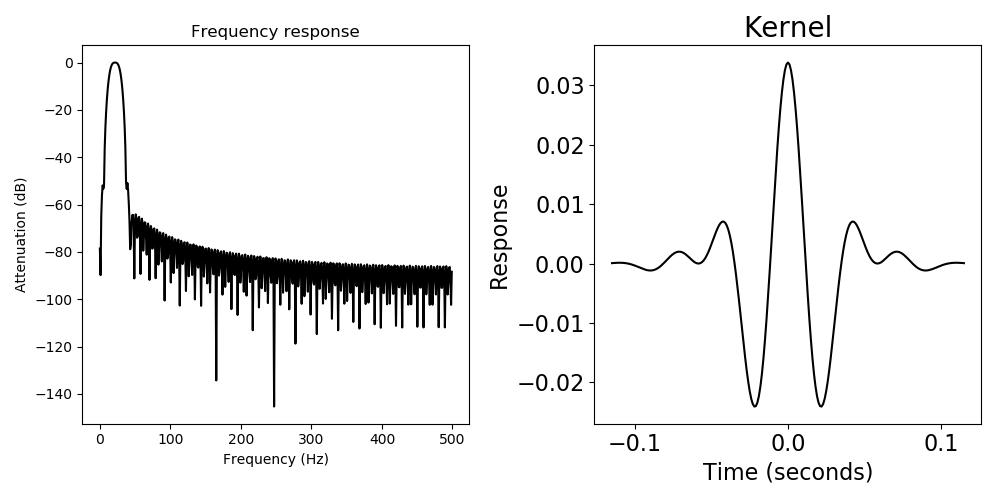 Frequency response
0
−20
−40
−60
−80
−100
−120
−140
Attenuation (dB)
0 100 200 300 400 500
Frequency (Hz)
Kernel
0.03
0.02
0.01
0.00
−0.01
−0.02
Response
−0.1 0.0 0.1
Time (seconds)